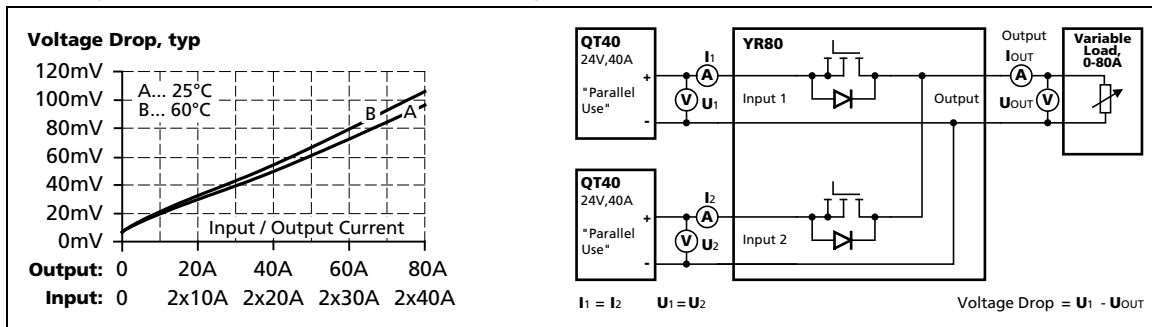 Voltage Drop, typ
120mV
100mV
80mV
60mV
40mV
20mV
0mV
A... 25°C
B... 60°C
B
A
Input / Output Current
Output: 0 20A 40A 60A 80A
Input: 0 2x10A 2x20A 2x30A 2x40A
QT40
24V,40A
"Parallel
Use"
+
-
I1
A
V U1
YR80
Input 1
Output
Output
IOUT
A
UOUT V
Variable
Load,
0-80A
QT40
24V,40A
"Parallel
Use"
+
-
I2
A
V U2
Input 2
I1 = I2 U1 = U2
Voltage Drop = U1 - UOUT